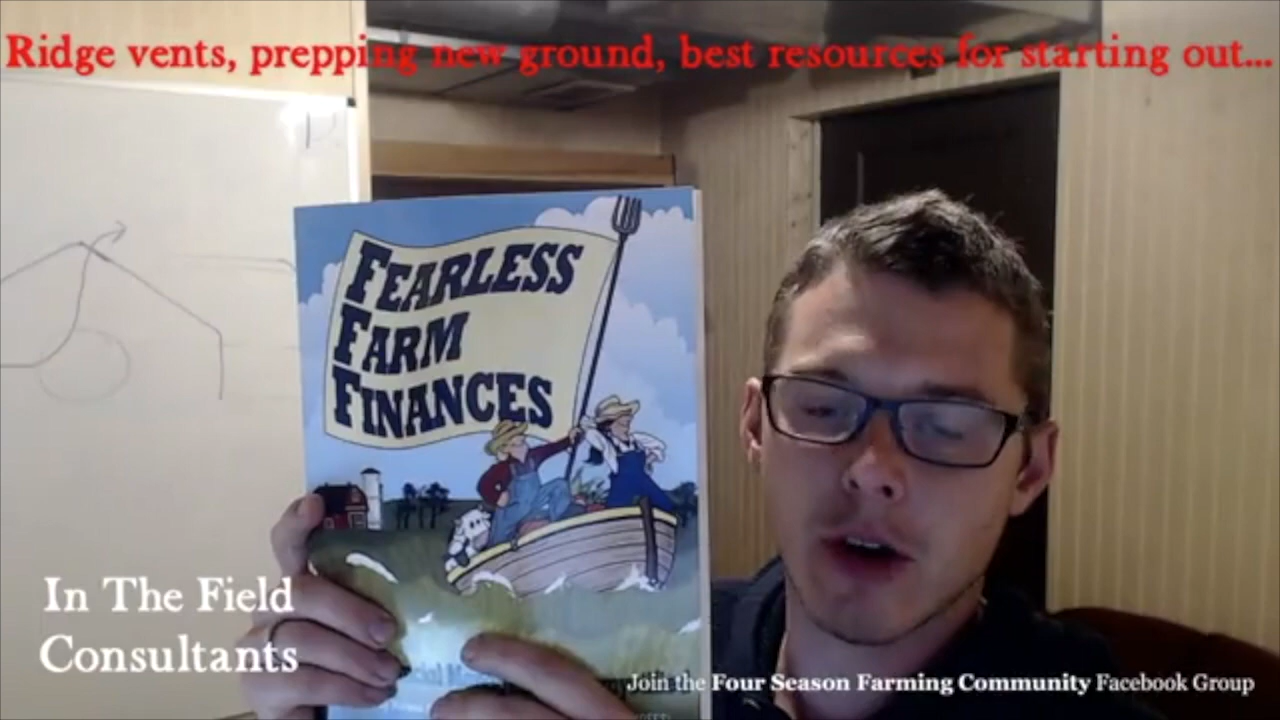 Ridge vents, prepping new ground, best resources for starting out...
FEARLESS
FARM
FINANCES
In The Field
Consultants
Join the Four Season Farming Community Facebook Group